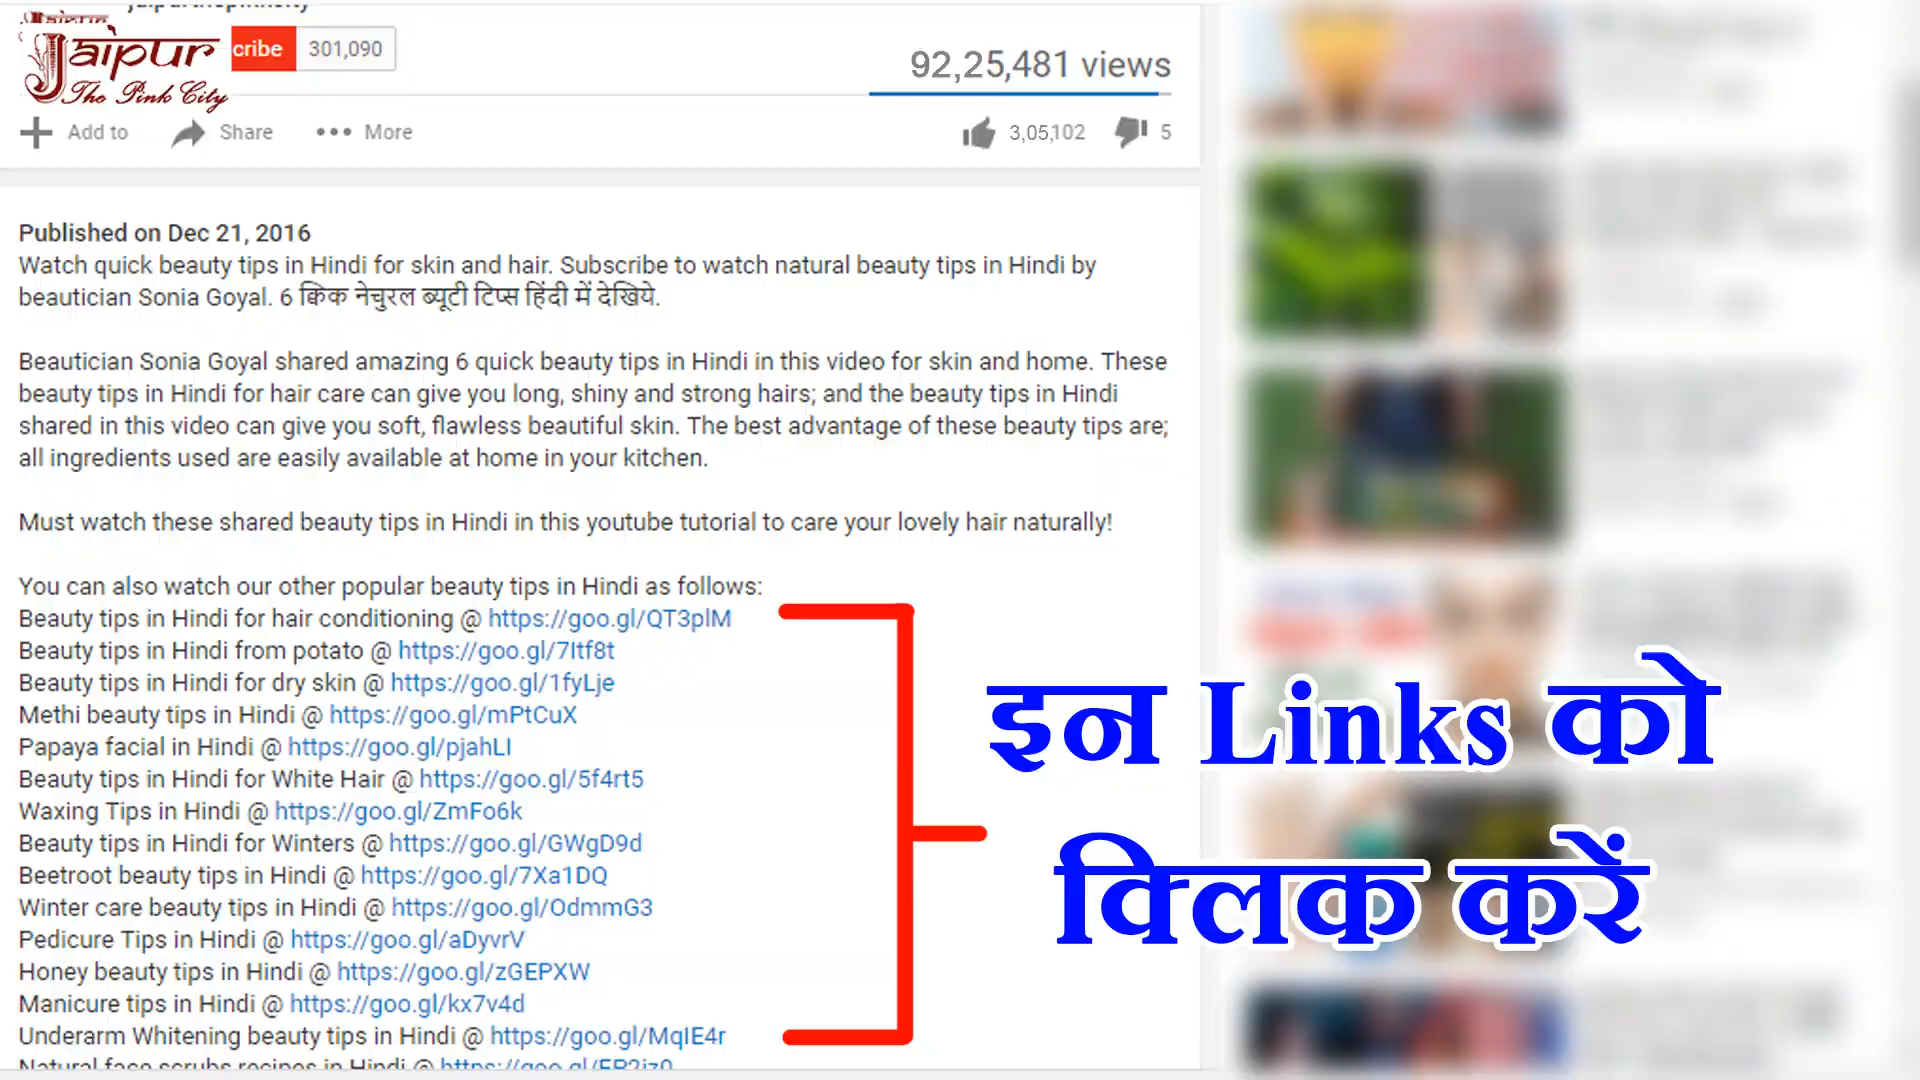 Jaipur
The Pink City
cribe 301,090
92,25,481 views
Add to Share More
3,05,102 5
Published on Dec 21, 2016
Watch quick beauty tips in Hindi for skin and hair. Subscribe to watch natural beauty tips in Hindi by
beautician Sonia Goyal. 6 क्विक नेचुरल ब्यूटी टिप्स हिंदी में देखिये.
Beautician Sonia Goyal shared amazing 6 quick beauty tips in Hindi in this video for skin and home. These
beauty tips in Hindi for hair care can give you long, shiny and strong hairs; and the beauty tips in Hindi
shared in this video can give you soft, flawless beautiful skin. The best advantage of these beauty tips are;
all ingredients used are easily available at home in your kitchen.
Must watch these shared beauty tips in Hindi in this youtube tutorial to care your lovely hair naturally!
You can also watch our other popular beauty tips in Hindi as follows:
Beauty tips in Hindi for hair conditioning @ https://goo.gl/QT3plM
Beauty tips in Hindi from potato @ https://goo.gl/7Itf8t
Beauty tips in Hindi for dry skin @ https://goo.gl/1fyLje
Methi beauty tips in Hindi @ https://goo.gl/mPtCuX
Papaya facial in Hindi @ https://goo.gl/pjahLI
Beauty tips in Hindi for White Hair @ https://goo.gl/5f4rt5
Waxing Tips in Hindi @ https://goo.gl/ZmFo6k
Beauty tips in Hindi for Winters @ https://goo.gl/GWgD9d
Beetroot beauty tips in Hindi @ https://goo.gl/7Xa1DQ
Winter care beauty tips in Hindi @ https://goo.gl/OdmmG3
Pedicure Tips in Hindi @ https://goo.gl/aDyvrV
Honey beauty tips in Hindi @ https://goo.gl/zGEPXW
Manicure tips in Hindi @ https://goo.gl/kx7v4d
Underarm Whitening beauty tips in Hindi @ https://goo.gl/MqIE4r
Natural face scrubs recipes in Hindi @
इन Links को
क्लिक करें